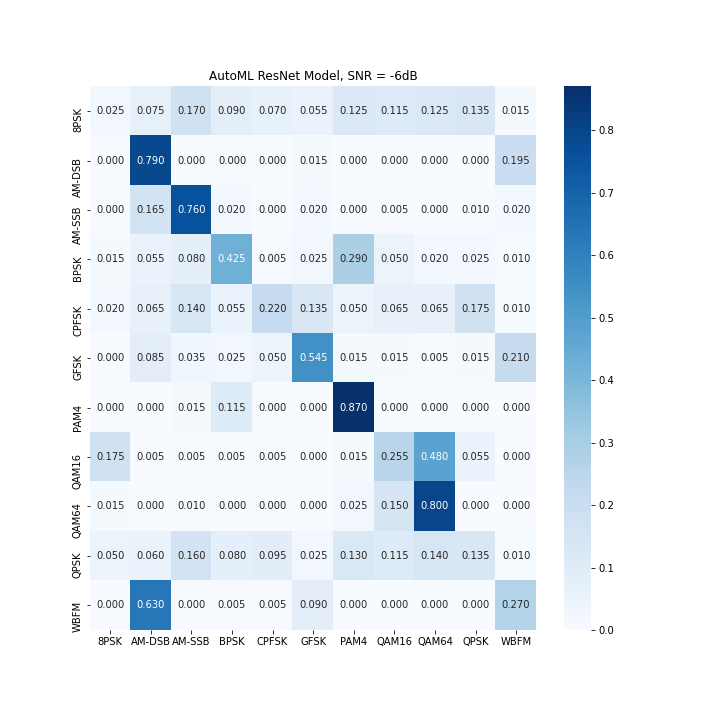 AutoML ResNet Model, SNR = -6dB
8PSK 0.025 0.075 0.170 0.090 0.070 0.055 0.125 0.115 0.125 0.135 0.015
AM-DSB 0.000 0.790 0.000 0.000 0.000 0.015 0.000 0.000 0.000 0.000 0.195
AM-SSB 0.000 0.165 0.760 0.020 0.000 0.020 0.000 0.005 0.000 0.010 0.020
BPSK 0.015 0.055 0.080 0.425 0.005 0.025 0.290 0.050 0.020 0.025 0.010
CPFSK 0.020 0.065 0.140 0.055 0.220 0.135 0.050 0.065 0.065 0.175 0.010
GFSK 0.000 0.085 0.035 0.025 0.050 0.545 0.015 0.015 0.005 0.015 0.210
PAM4 0.000 0.000 0.015 0.115 0.000 0.000 0.870 0.000 0.000 0.000 0.000
QAM16 0.175 0.005 0.005 0.005 0.000 0.000 0.015 0.255 0.480 0.055 0.000
QAM64 0.015 0.000 0.010 0.000 0.000 0.000 0.025 0.150 0.800 0.000 0.000
QPSK 0.050 0.060 0.160 0.080 0.095 0.025 0.130 0.115 0.140 0.135 0.010
WBFM 0.000 0.630 0.000 0.005 0.005 0.090 0.000 0.000 0.000 0.000 0.270
8PSK AM-DSB AM-SSB BPSK CPFSK GFSK PAM4 QAM16 QAM64 QPSK WBFM
0.8
0.7
0.6
0.5
0.4
0.3
0.2
0.1
0.0